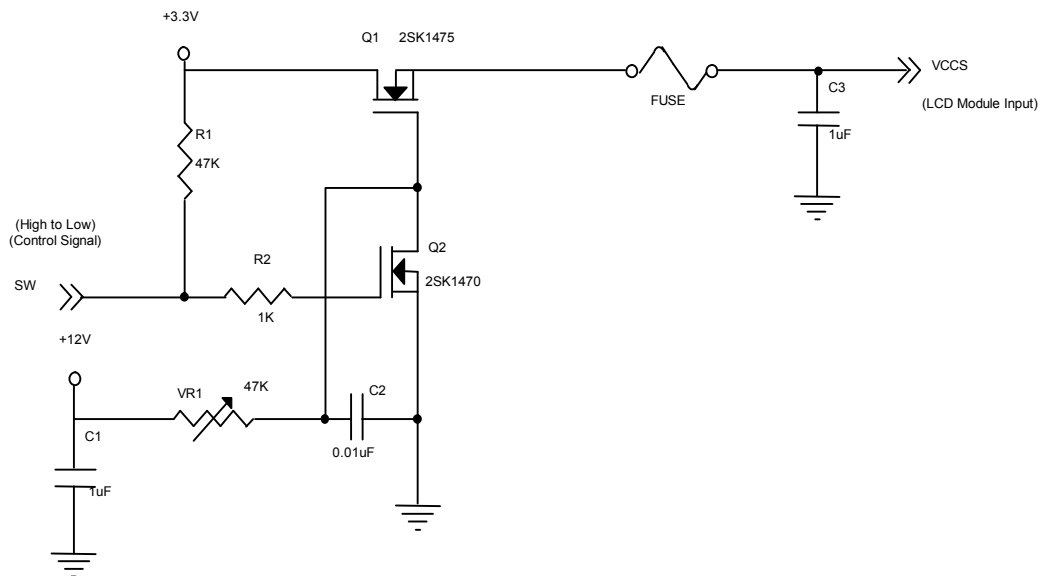 +3.3V
Q1 2SK1475
VCCS
FUSE
C3
(LCD Module Input)
1uF
R1
47K
(High to Low)
(Control Signal)
Q2
R2
SW
2SK1470
1K
+12V
VR1
47K
C2
C1
0.01uF
1uF